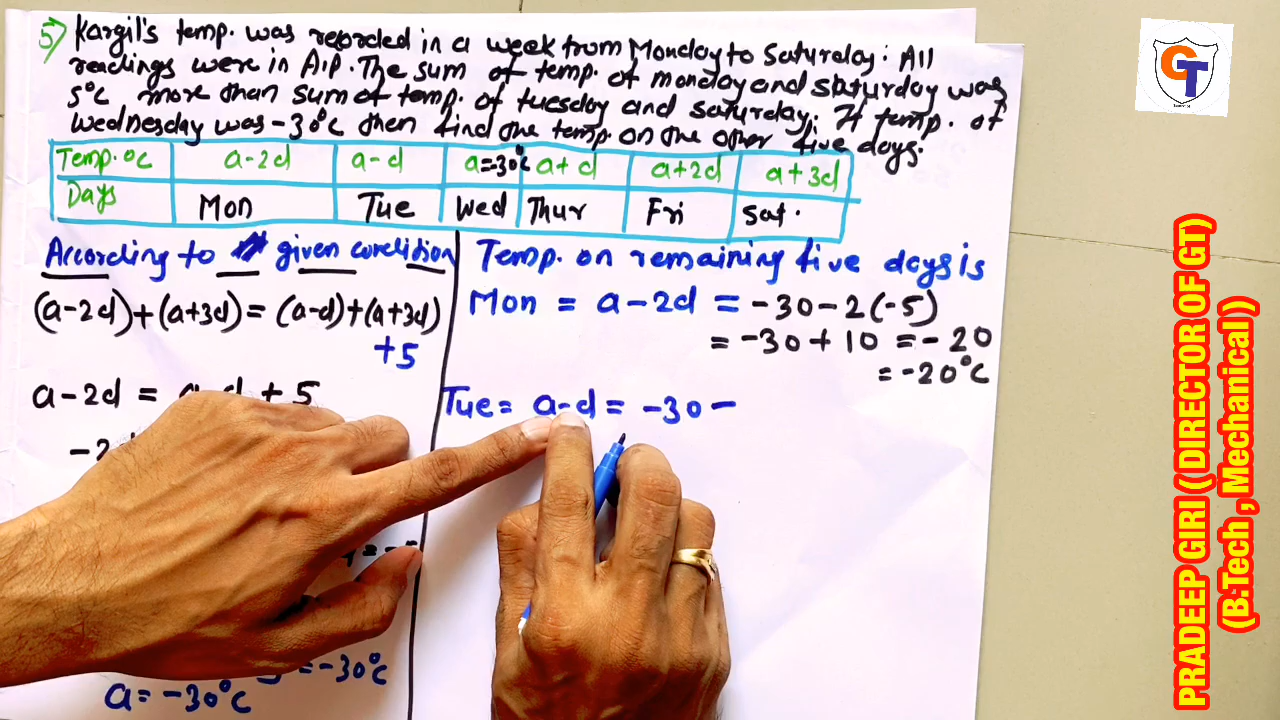 5) Kargil's temp. was reorded in a week from Monday to Saturday. All
readings were in A.P. The sum of temp. of monday and saturday was
5°C more than sum of temp. of tuesday and saturday. If temp. of
Wednesday was -30°C then find the temp on the other five days.
Temp. °C a-2d a-d a=-30°C a+d a+2d a+3d
Days Mon Tue Wed Thur Fri Sat.
According to given condition
(a-2d)+(a+3d) = (a-d)+(a+3d)
+5
a-2d = a-d + 5
-2d
= -30°C
a = -30°C
Temp. on remaining five days is
Mon = a-2d = -30-2(-5)
= -30+10 = -20
= -20°C
Tue = a-d = -30 -
GT
PRADEEP GIRI ( DIRECTOR OF GT)
(B.Tech , Mechanical )